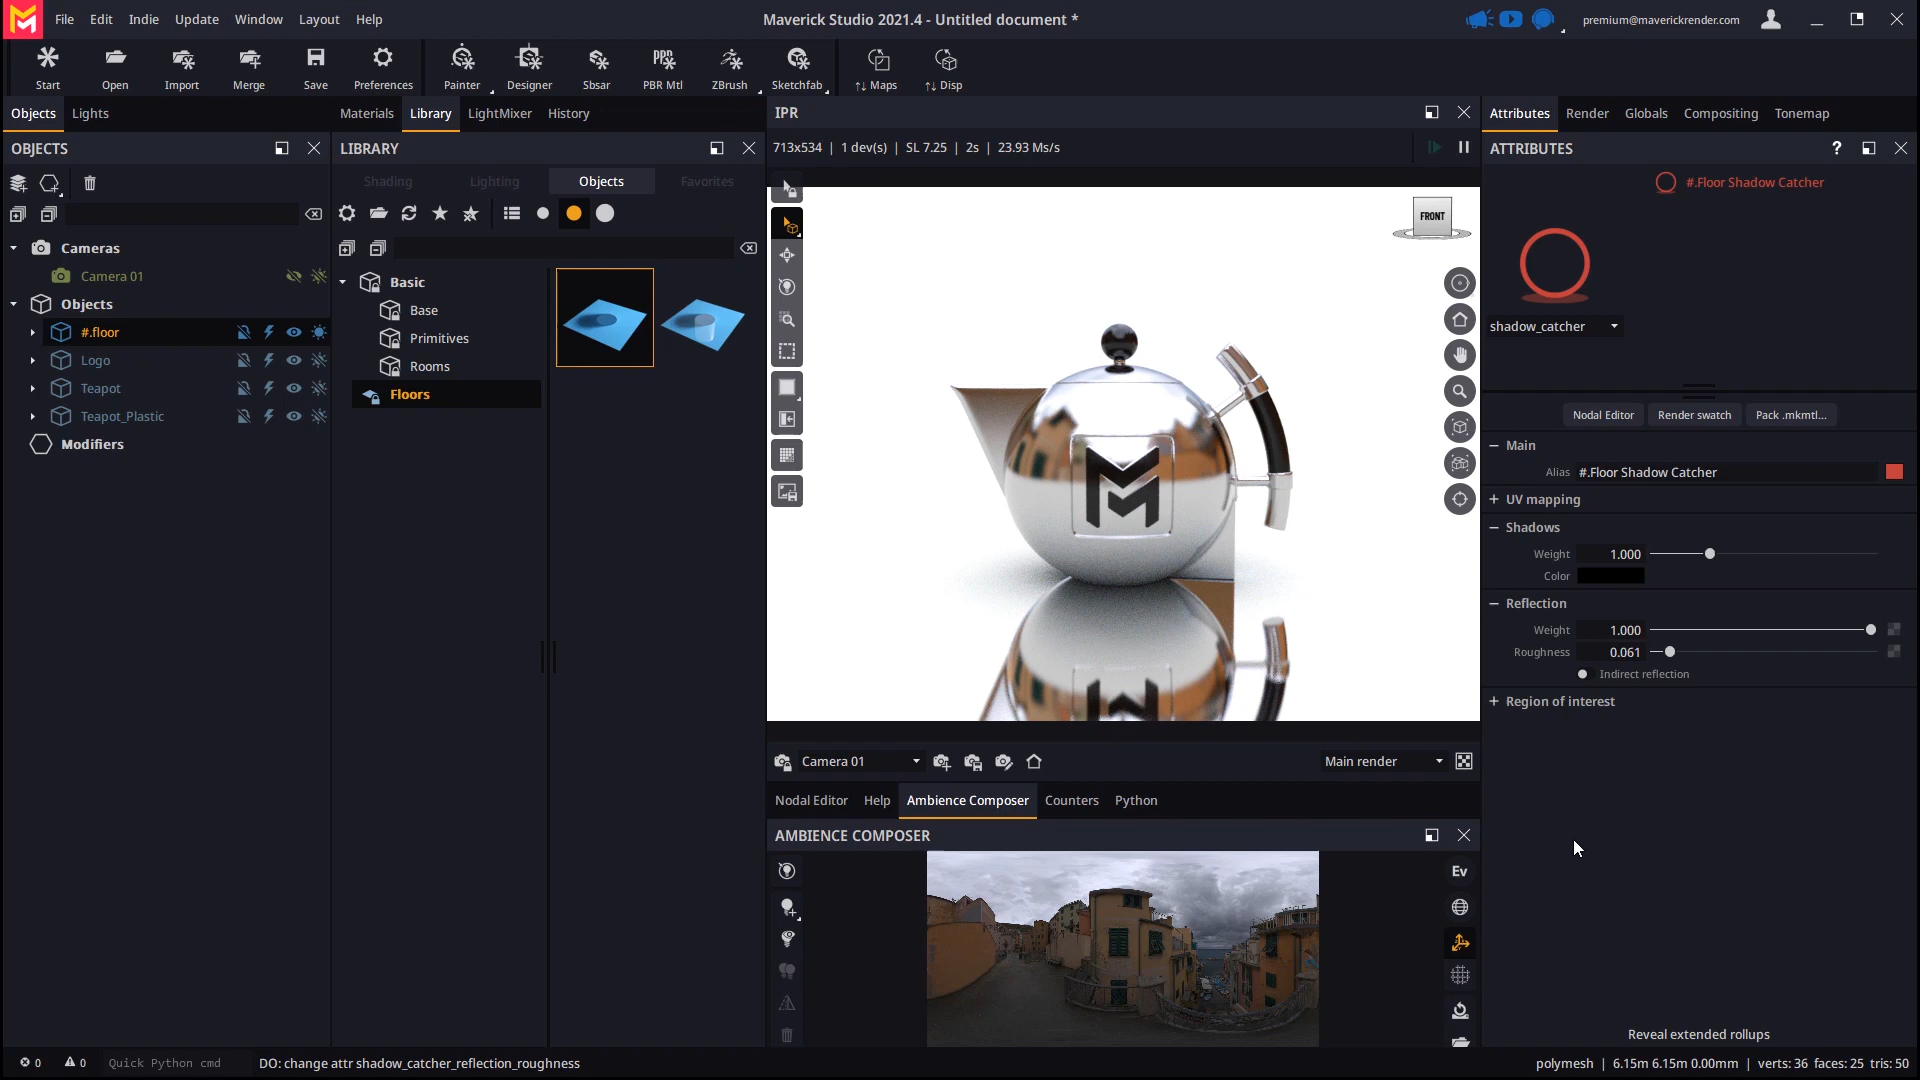 File Edit Indie Update Window Layout Help
Maverick Studio 2021.4 - Untitled document *
premium@maverickrender.com
Start Open Import Merge Save Preferences Painter Designer Sbsar PBR Mtl ZBrush Sketchfab ↑↓ Maps ↑↓ Disp
Objects Lights
OBJECTS
Cameras
Camera 01
Objects
#.floor
Logo
Teapot
Teapot_Plastic
Modifiers
Materials Library LightMixer History
LIBRARY
Shading Lighting Objects Favorites
Basic
Base
Primitives
Rooms
Floors
IPR
713x534 | 1 dev(s) | SL 7.25 | 2s | 23.93 Ms/s
FRONT
Camera 01
Main render
Nodal Editor Help Ambience Composer Counters Python
AMBIENCE COMPOSER
Ev
Attributes Render Globals Compositing Tonemap
ATTRIBUTES
?
#.Floor Shadow Catcher
shadow_catcher
Nodal Editor Render swatch Pack .mkmtl...
Main
Alias #.Floor Shadow Catcher
UV mapping
Shadows
Weight 1.000
Color
Reflection
Weight 1.000
Roughness 0.061
Indirect reflection
Region of interest
Reveal extended rollups
0 0 Quick Python cmd DO: change attr shadow_catcher_reflection_roughness
polymesh | 6.15m 6.15m 0.00mm | verts: 36 faces: 25 tris: 50